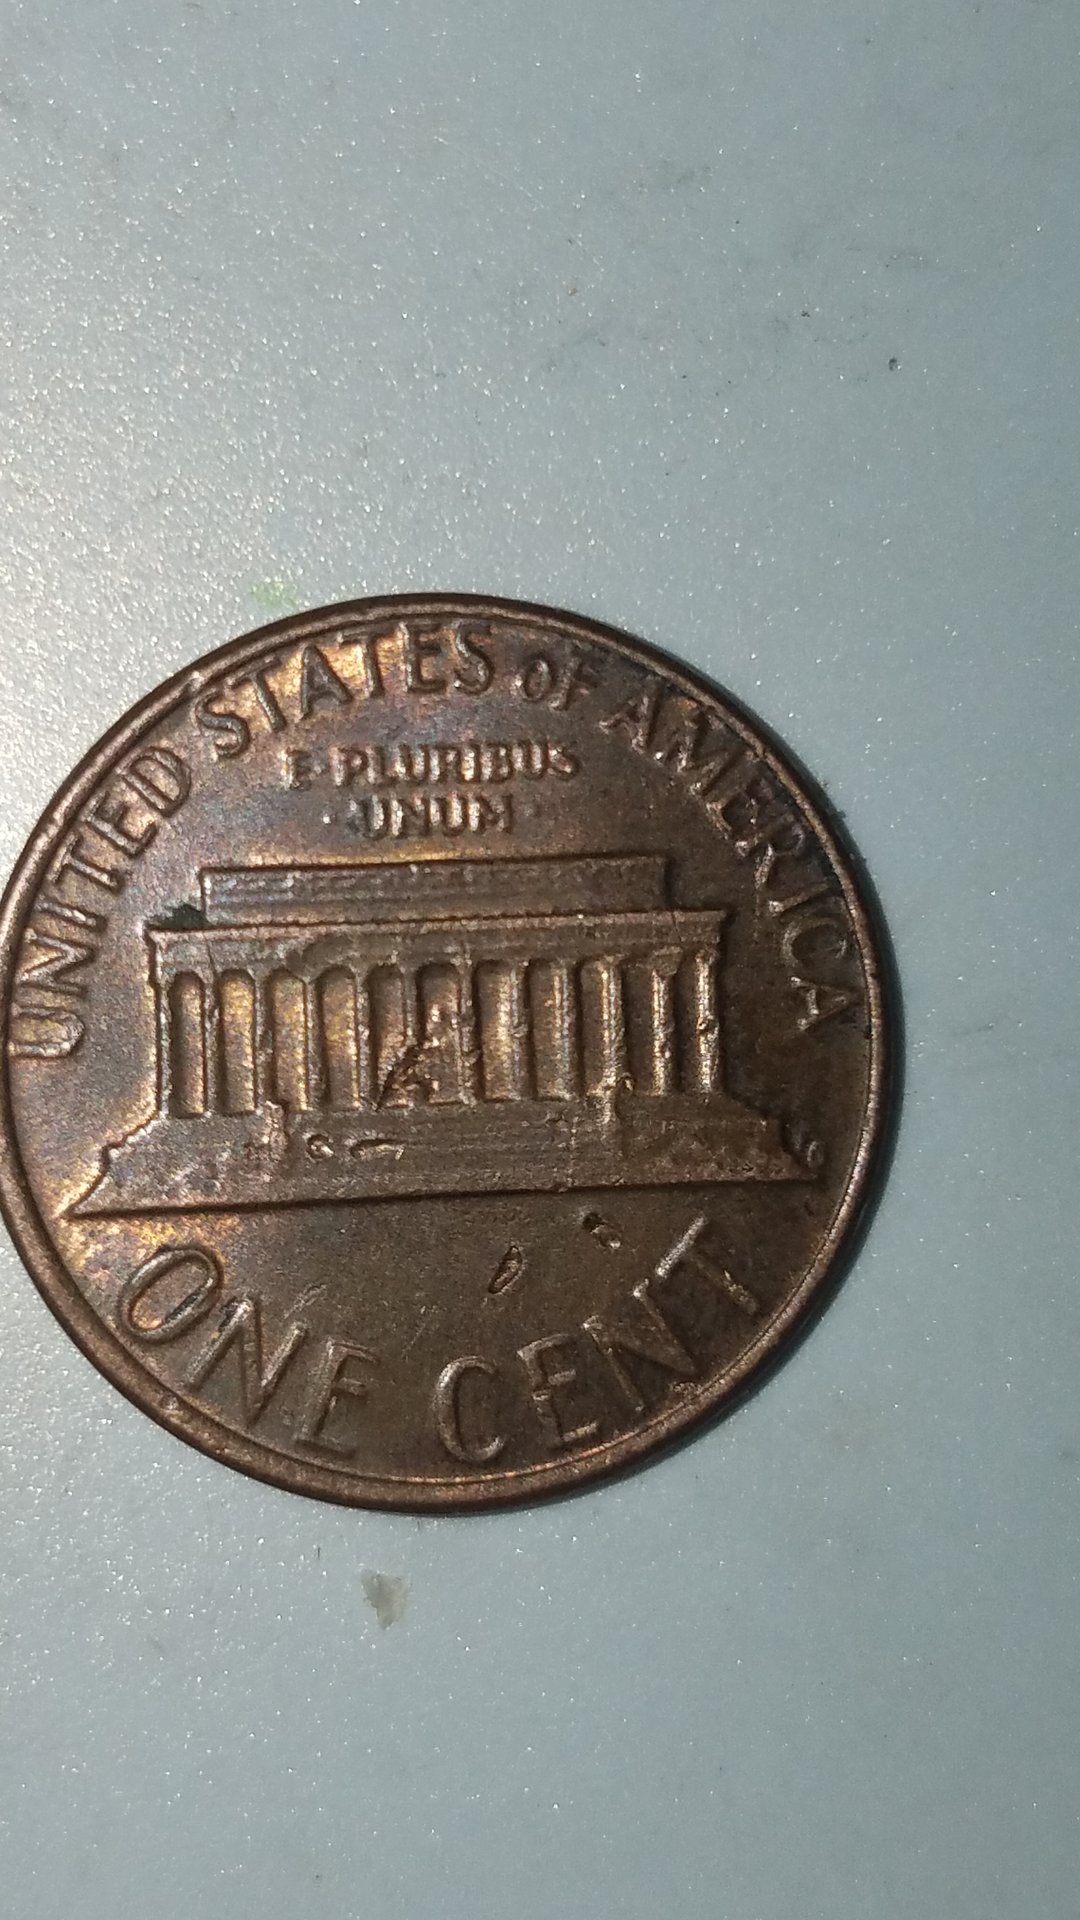 UNITED STATES OF AMERICA
E PLURIBUS
UNUM
ONE CENT